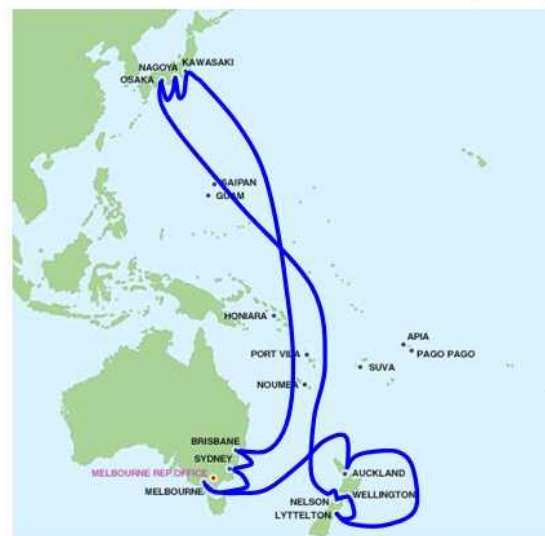 KAWASAKI
NAGOYA
OSAKA
SAIPAN
GUAM
HONIARA
APIA
PORT VILA
PAGO PAGO
SUVA
NOUMEA
BRISBANE
SYDNEY
MELBOURNE REP.OFFICE
AUCKLAND
MELBOURNE
WELLINGTON
NELSON
LYTTELTON